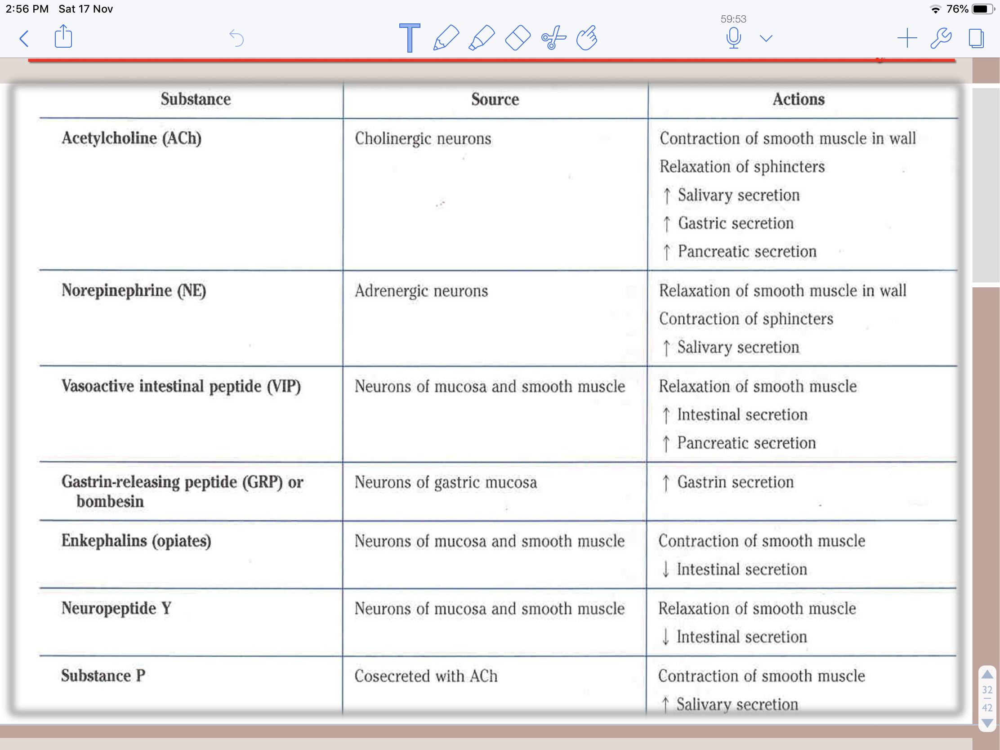 2:56 PM Sat 17 Nov
76%
59:53
Substance Source Actions
Acetylcholine (ACh) Cholinergic neurons Contraction of smooth muscle in wall
Relaxation of sphincters
↑ Salivary secretion
↑ Gastric secretion
↑ Pancreatic secretion
Norepinephrine (NE) Adrenergic neurons Relaxation of smooth muscle in wall
Contraction of sphincters
↑ Salivary secretion
Vasoactive intestinal peptide (VIP) Neurons of mucosa and smooth muscle Relaxation of smooth muscle
↑ Intestinal secretion
↑ Pancreatic secretion
Gastrin-releasing peptide (GRP) or Neurons of gastric mucosa ↑ Gastrin secretion
bombesin
Enkephalins (opiates) Neurons of mucosa and smooth muscle Contraction of smooth muscle
↓ Intestinal secretion
Neuropeptide Y Neurons of mucosa and smooth muscle Relaxation of smooth muscle
↓ Intestinal secretion
Substance P Cosecreted with ACh Contraction of smooth muscle
↑ Salivary secretion
32
42